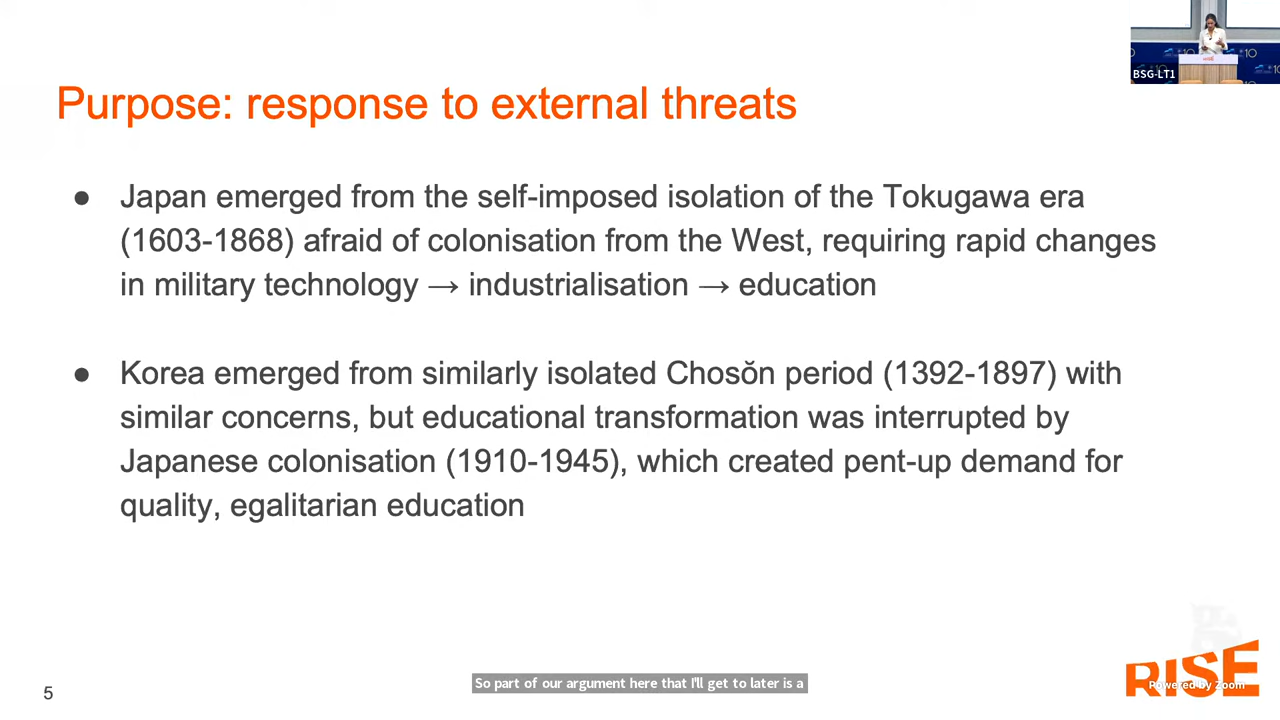 BSG-LT1
Purpose: response to external threats
● Japan emerged from the self-imposed isolation of the Tokugawa era
(1603-1868) afraid of colonisation from the West, requiring rapid changes
in military technology → industrialisation → education
● Korea emerged from similarly isolated Chosŏn period (1392-1897) with
similar concerns, but educational transformation was interrupted by
Japanese colonisation (1910-1945), which created pent-up demand for
quality, egalitarian education
So part of our argument here that I'll get to later is a
5
RISE
Powered by Zoom